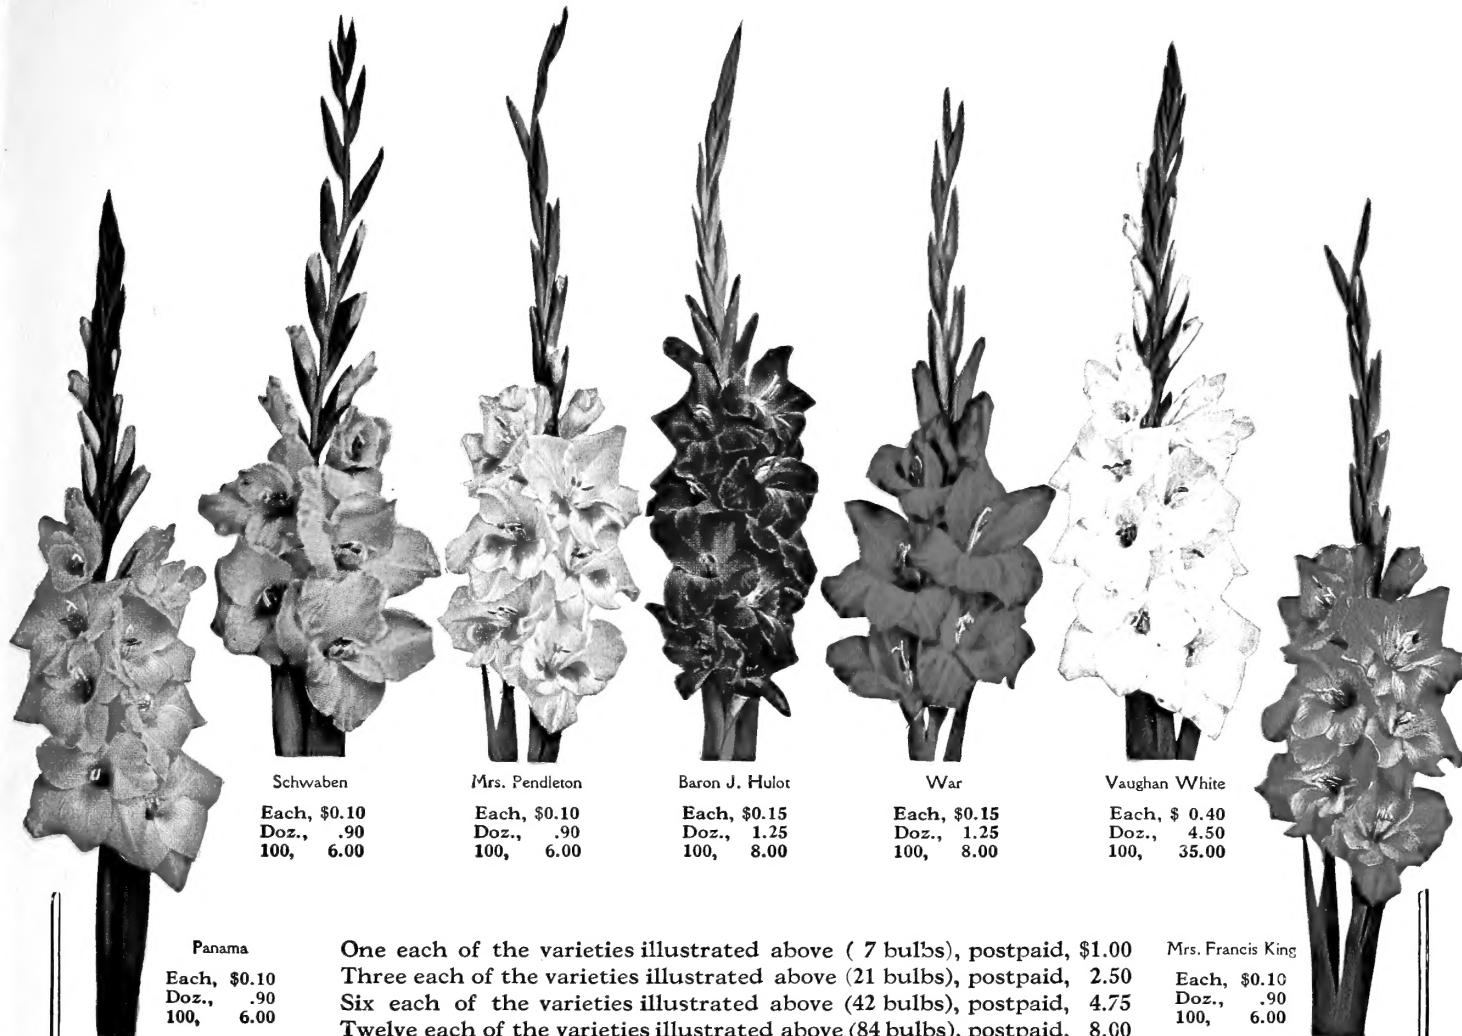 Schwaben
Each, $0.10
Doz., .90
100, 6.00
Mrs. Pendleton
Each, $0.10
Doz., .90
100, 6.00
Baron J. Hulot
Each, $0.15
Doz., 1.25
100, 8.00
War
Each, $0.15
Doz., 1.25
100, 8.00
Vaughan White
Each, $ 0.40
Doz., 4.50
100, 35.00
Panama
Each, $0.10
Doz., .90
100, 6.00
One each of the varieties illustrated above ( 7 bulbs), postpaid, $1.00
Three each of the varieties illustrated above (21 bulbs), postpaid, 2.50
Six each of the varieties illustrated above (42 bulbs), postpaid, 4.75
Twelve each of the varieties illustrated above (84 bulbs), postpaid, 8.00
Mrs. Francis King
Each, $0.10
Doz., .90
100, 6.00